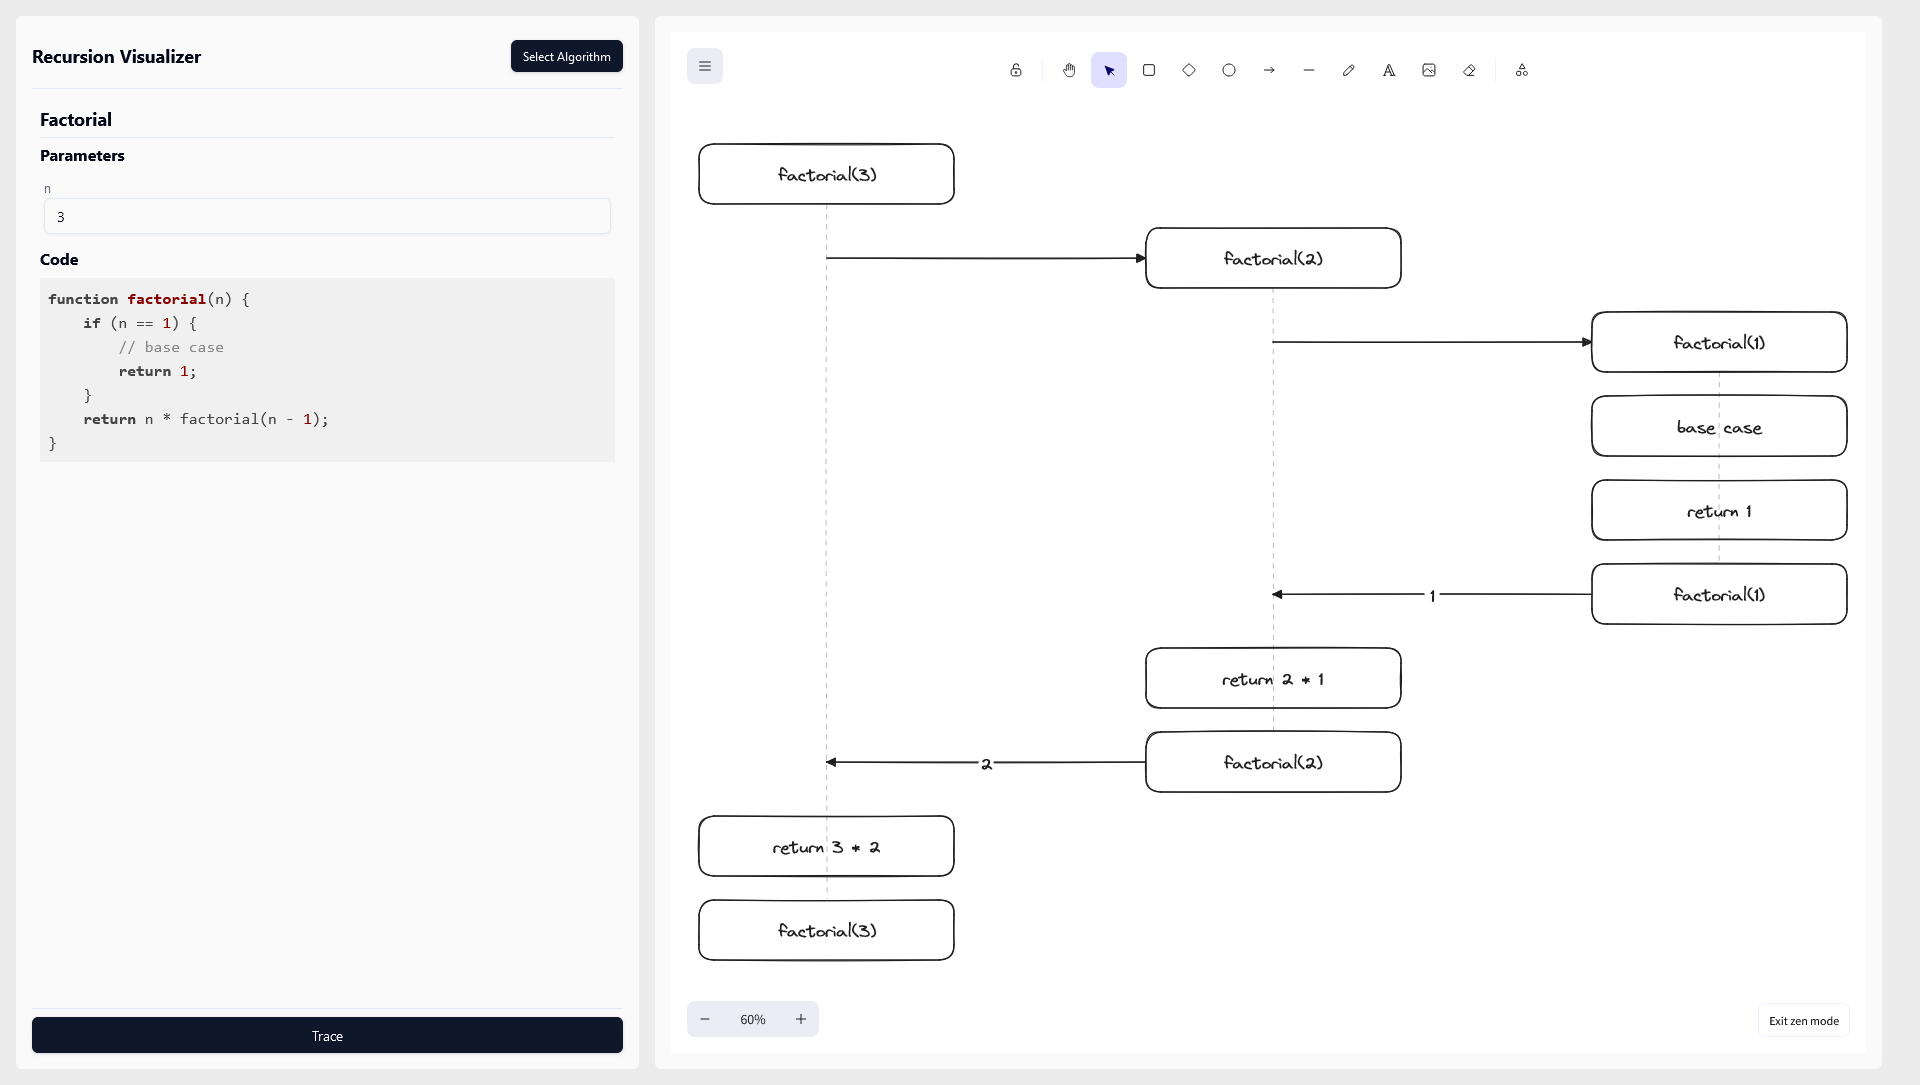 Recursion Visualizer
Select Algorithm
Factorial
Parameters
n
3
Code
function factorial(n) {
    if (n == 1) {
        // base case
        return 1;
    }
    return n * factorial(n - 1);
}
Trace
factorial(3)
factorial(2)
factorial(1)
base case
return 1
factorial(1)
1
return 2 * 1
factorial(2)
2
return 3 * 2
factorial(3)
60%
Exit zen mode